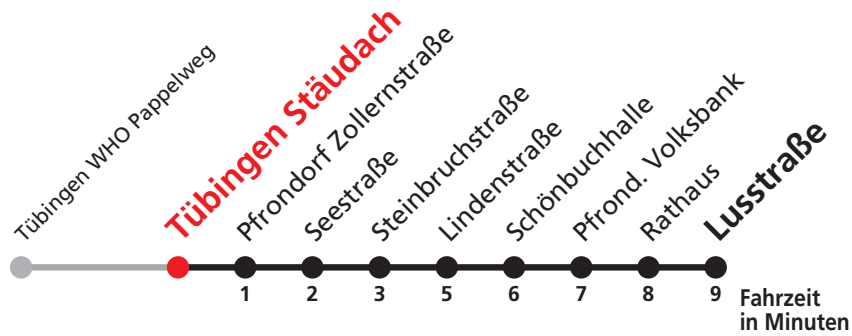 Tübingen WHO Pappelweg
Tübingen Stäudach
Pfrondorf Zollernstraße
Seestraße
Steinbruchstraße
Lindenstraße
Schönbuchhalle
Pfrond. Volksbank
Rathaus
Lusstraße
1 2 3 5 6 7 8 9
Fahrzeit
in Minuten